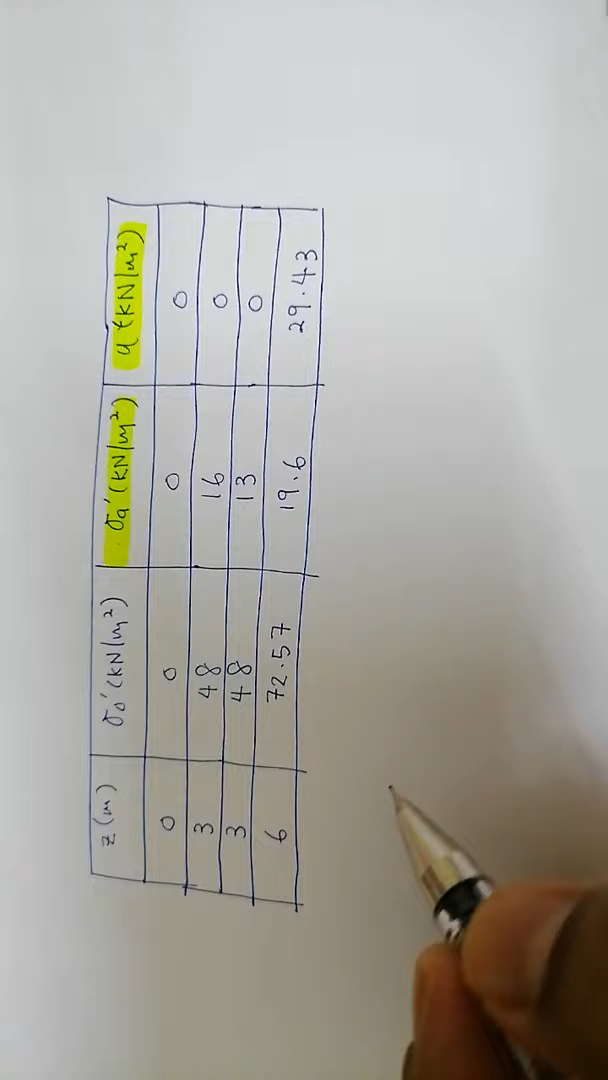 z (m) σo' (kN/m²) σa' (kN/m²) u (kN/m²)
0 0 0 0
3 48 16 0
3 48 13 0
6 72.57 19.6 29.43